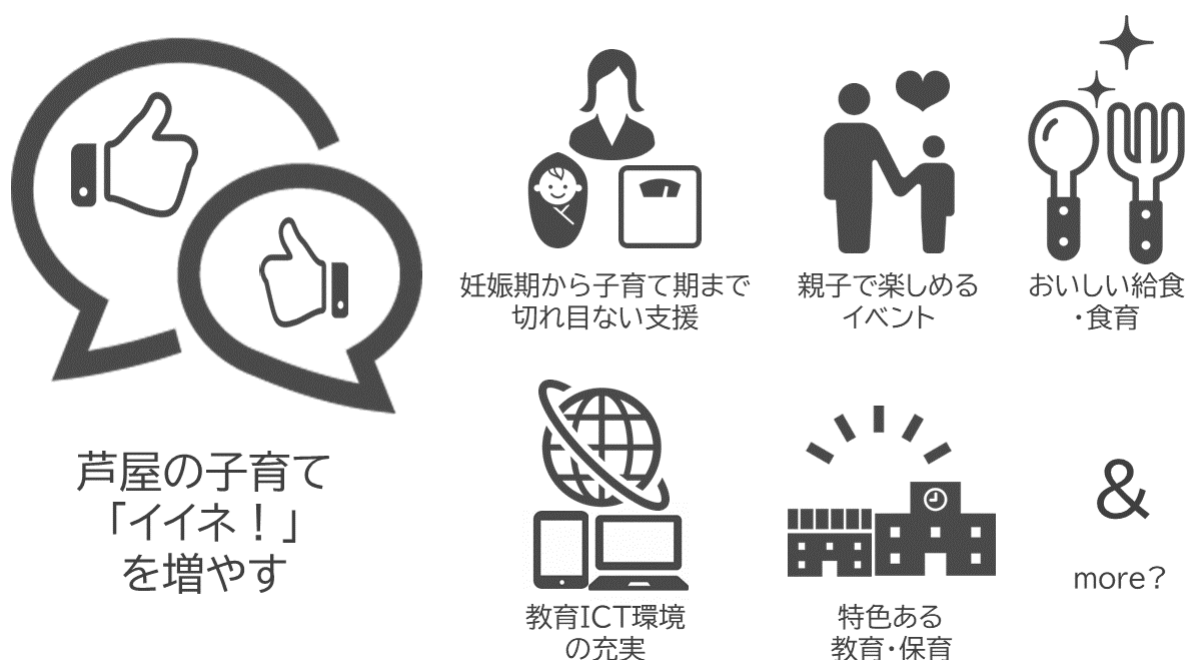 芦屋の子育て
「イイネ！」
を増やす
妊娠期から子育て期まで
切れ目ない支援
親子で楽しめる
イベント
おいしい給食
・食育
教育ICT環境
の充実
特色ある
教育・保育
&
more?